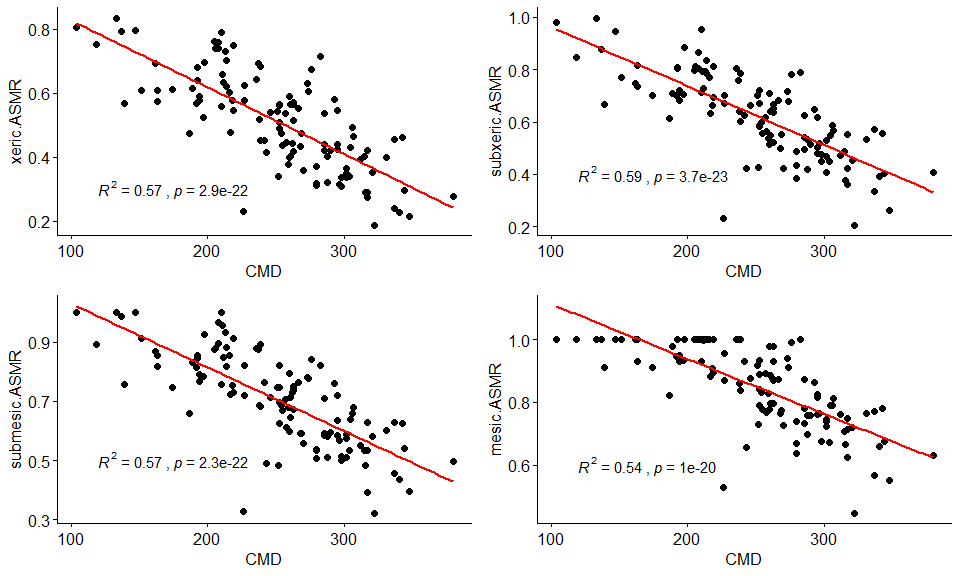 xeric.ASMR
0.8
0.6
0.4
0.2
R² = 0.57 , p = 2.9e-22
100 200 300
CMD
subxeric.ASMR
1.0
0.8
0.6
0.4
0.2
R² = 0.59 , p = 3.7e-23
100 200 300
CMD
submesic.ASMR
0.9
0.7
0.5
0.3
R² = 0.57 , p = 2.3e-22
100 200 300
CMD
mesic.ASMR
1.0
0.8
0.6
R² = 0.54 , p = 1e-20
100 200 300
CMD